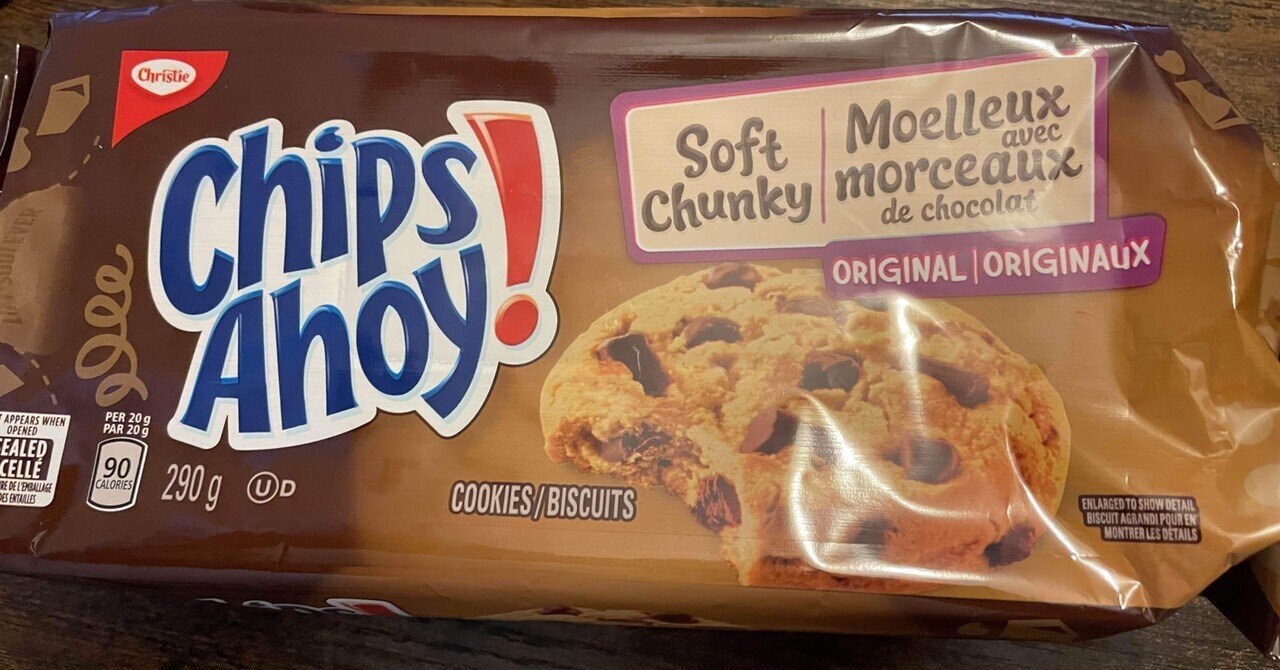 Christie
Chips
Ahoy!
Soft
Chunky
Moelleux
avec
morceaux
de chocolat
ORIGINAL | ORIGINAUX
APPEARS WHEN
OPENED
PER 20 g
PAR 20 g
90
CALORIES
290 g
U D
COOKIES / BISCUITS
ENLARGED TO SHOW DETAIL
BISCUIT AGRANDI POUR EN
MONTRER LES DÉTAILS